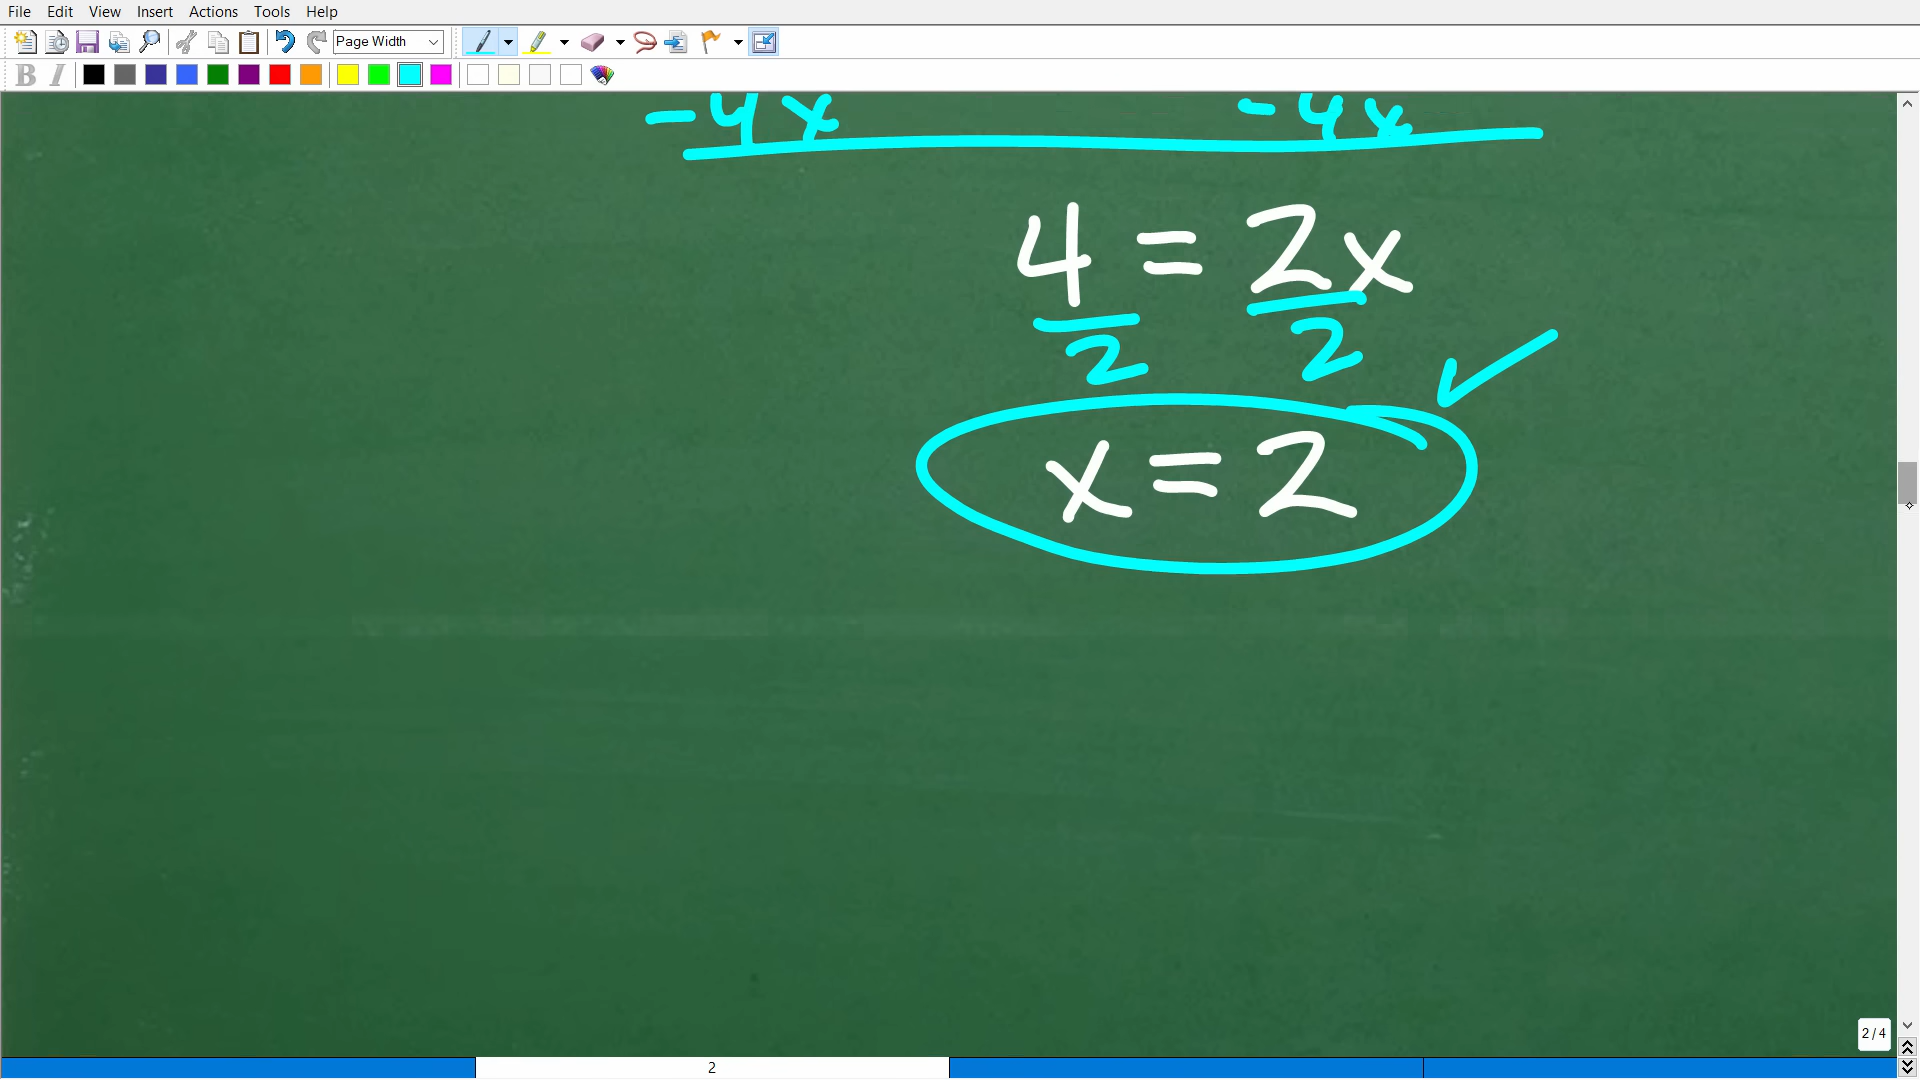 File Edit View Insert Actions Tools Help
Page Width
B I
-4x -4x
4 = 2x
2 2
x = 2
2 / 4
2